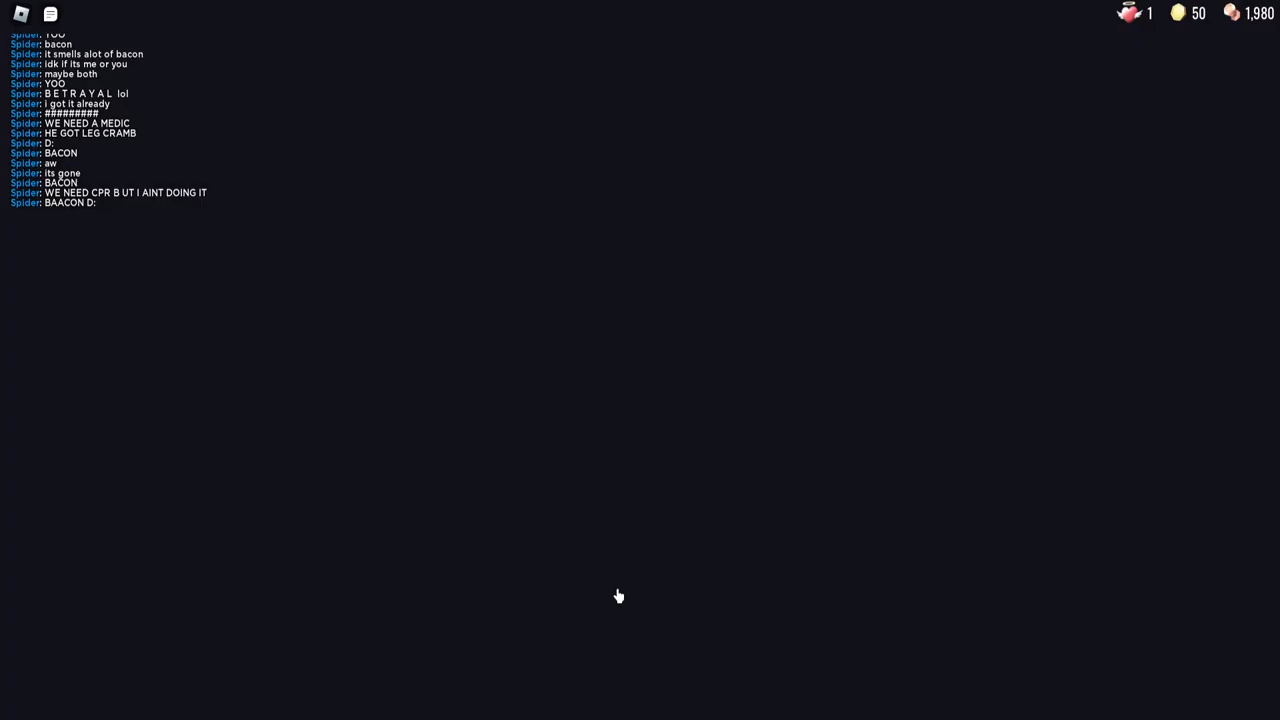 1 50 1,980
Spider: YOO
Spider: bacon
Spider: it smells alot of bacon
Spider: idk if its me or you
Spider: maybe both
Spider: YOO
Spider: B E T R A Y A L lol
Spider: i got it already
Spider: #########
Spider: WE NEED A MEDIC
Spider: HE GOT LEG CRAMB
Spider: D:
Spider: BACON
Spider: aw
Spider: its gone
Spider: BACON
Spider: WE NEED CPR B UT I AINT DOING IT
Spider: BAACON D: